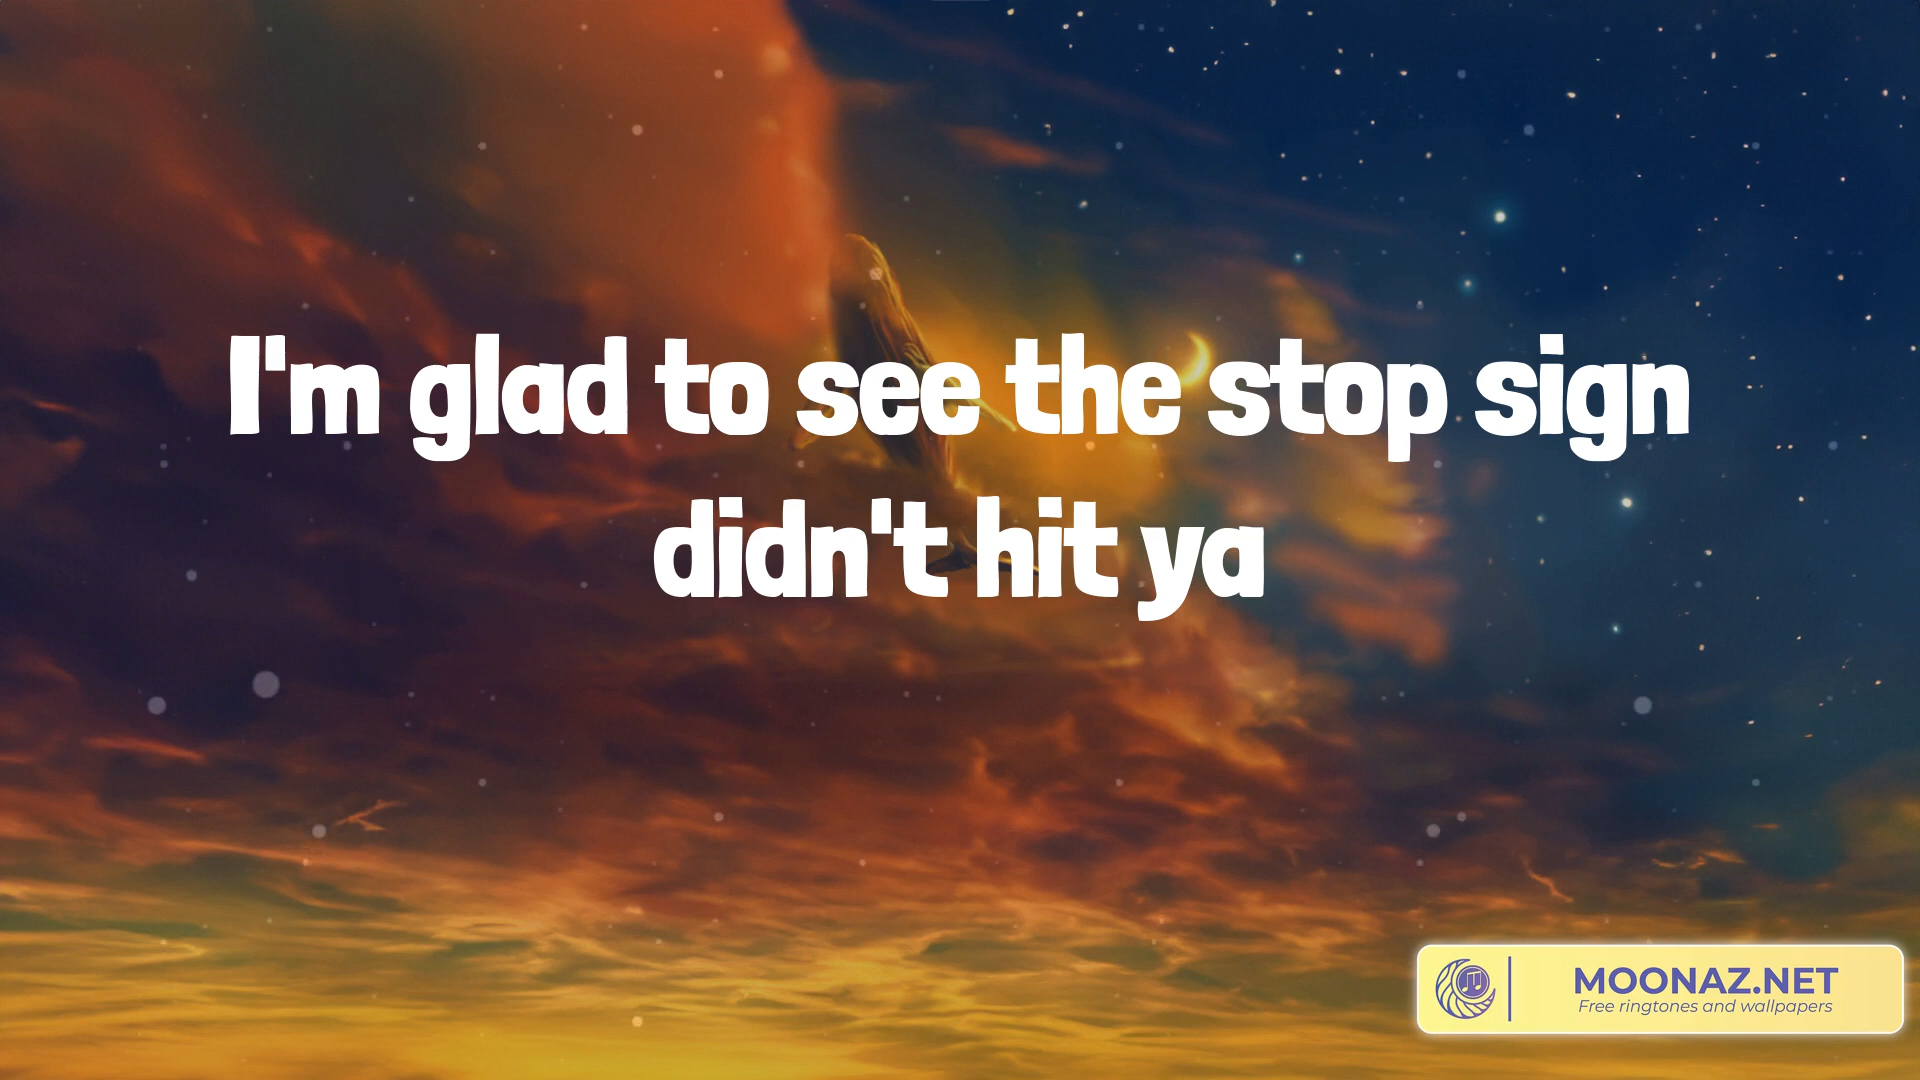 I'm glad to see the stop sign
didn't hit ya
MOONAZ.NET
Free ringtones and wallpapers